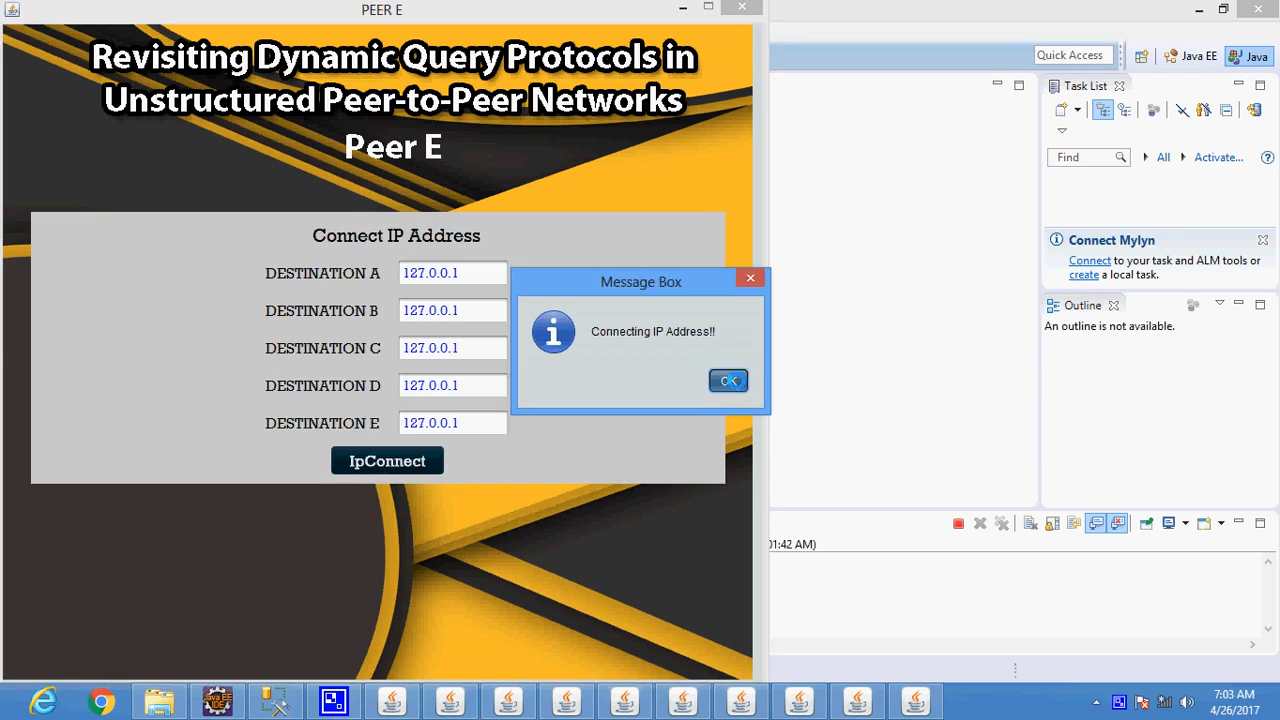 PEER E
Revisiting Dynamic Query Protocols in
Unstructured Peer-to-Peer Networks
Peer E
Connect IP Address
DESTINATION A 127.0.0.1
DESTINATION B 127.0.0.1
DESTINATION C 127.0.0.1
DESTINATION D 127.0.0.1
DESTINATION E 127.0.0.1
IpConnect
Message Box
Connecting IP Address!!
OK
Quick Access
Java EE
Java
Task List
Find
All
Activate...
Connect Mylyn
Connect to your task and ALM tools or
create a local task.
Outline
An outline is not available.
01:42 AM)
Java EE
IDE
7:03 AM
4/26/2017